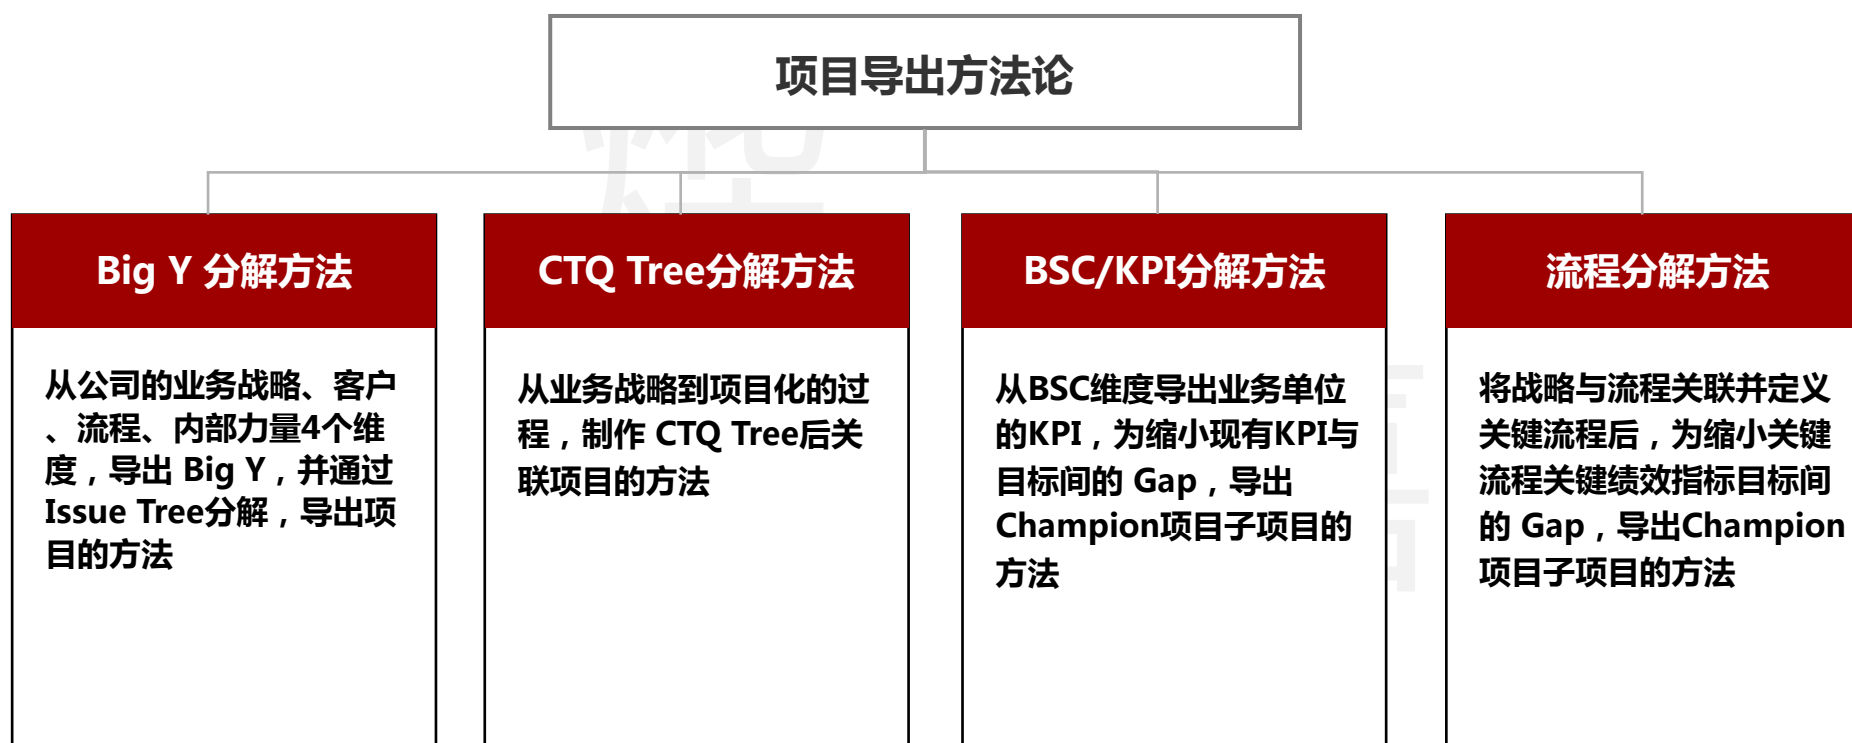 项目导出方法论
Big Y 分解方法
从公司的业务战略、客户
、流程、内部力量4个维
度，导出 Big Y，并通过
Issue Tree分解，导出项
目的方法
CTQ Tree分解方法
从业务战略到项目化的过
程，制作 CTQ Tree后关
联项目的方法
BSC/KPI分解方法
从BSC维度导出业务单位
的KPI，为缩小现有KPI与
目标间的 Gap，导出
Champion项目子项目的
方法
流程分解方法
将战略与流程关联并定义
关键流程后，为缩小关键
流程关键绩效指标目标间
的 Gap，导出Champion
项目子项目的方法